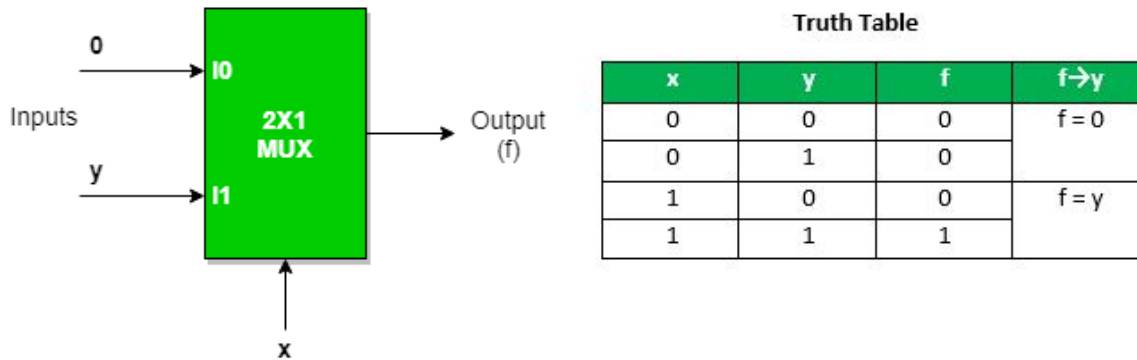 0
I0
Inputs
2X1
MUX
Output
(f)
y
I1
x
Truth Table
x y f f→y
0 0 0 f = 0
0 1 0
1 0 0 f = y
1 1 1